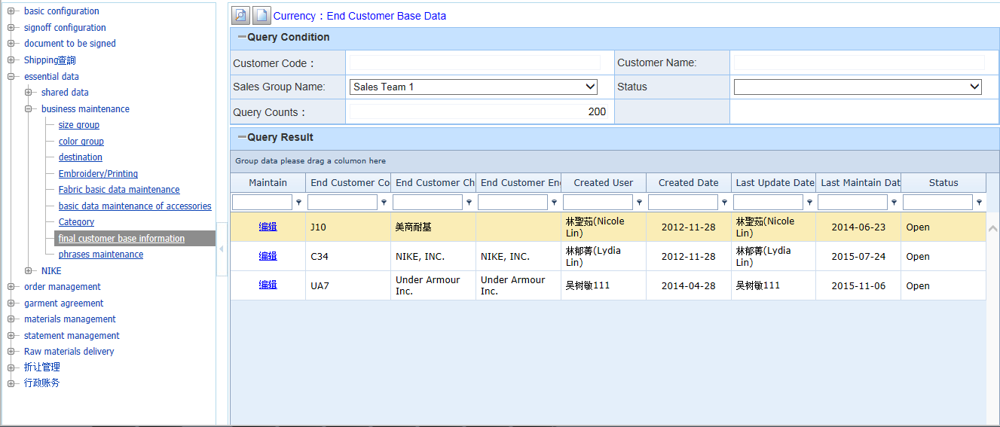 basic configuration
signoff configuration
document to be signed
Shipping查詢
essential data
shared data
business maintenance
size group
color group
destination
Embroidery/Printing
Fabric basic data maintenance
basic data maintenance of accessories
Category
final customer base information
phrases maintenance
NIKE
order management
garment agreement
materials management
statement management
Raw materials delivery
折让管理
行政账务
Currency：End Customer Base Data
Query Condition
Customer Code：
Customer Name:
Sales Group Name:
Sales Team 1
Status
Query Counts：
200
Query Result
Group data please drag a columon here
Maintain
End Customer Co
End Customer Ch
End Customer En
Created User
Created Date
Last Update Date
Last Maintain Dat
Status
编辑
J10
美商耐基
林聖茹(Nicole
Lin)
2012-11-28
林聖茹(Nicole
Lin)
2014-06-23
Open
编辑
C34
NIKE, INC.
NIKE, INC.
林郁菁(Lydia
Lin)
2012-11-28
林郁菁(Lydia
Lin)
2015-07-24
Open
编辑
UA7
Under Armour
Inc.
Under Armour
Inc.
吴树敏111
2014-04-28
吴树敏111
2015-11-06
Open